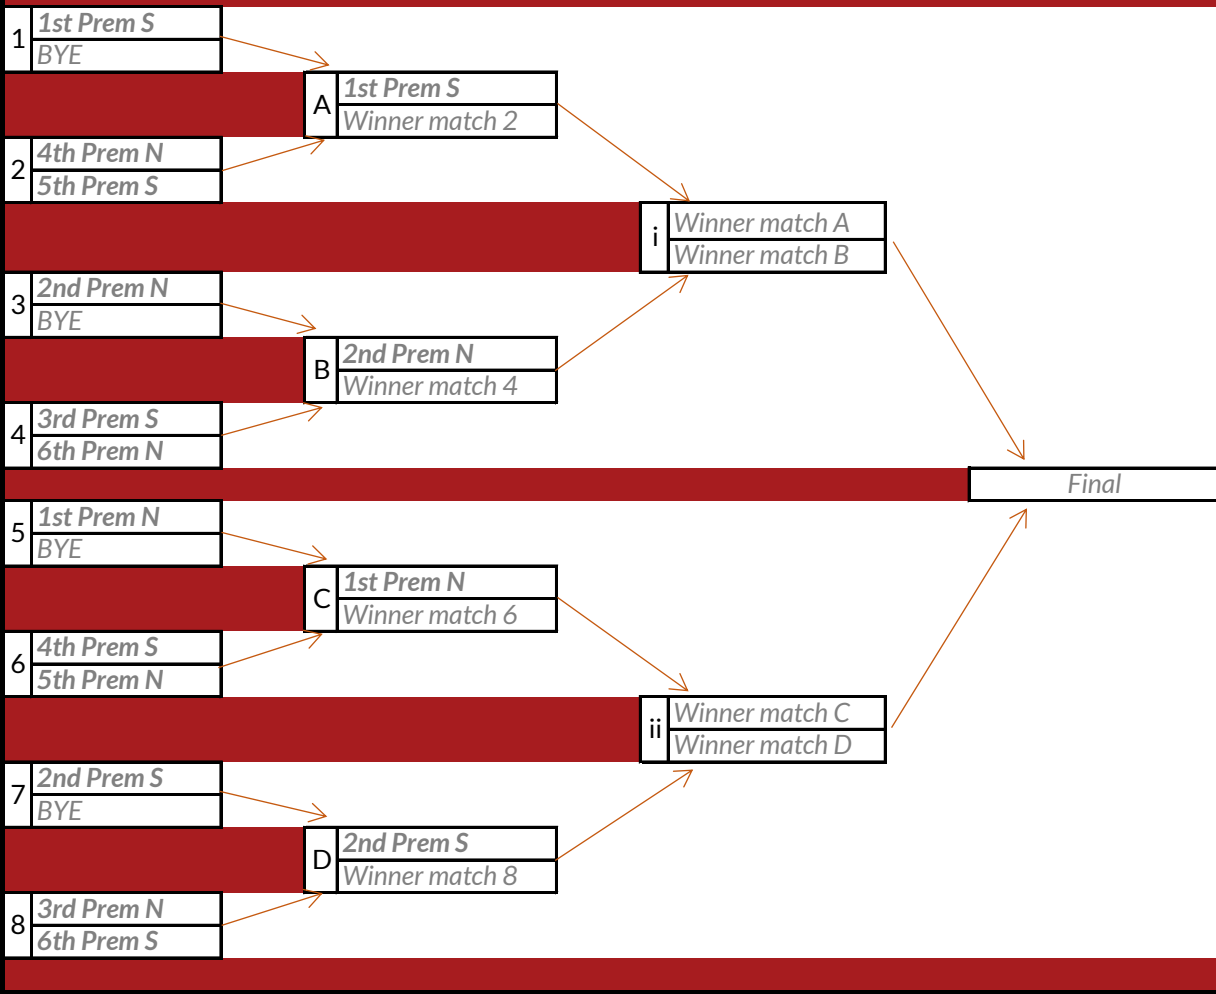 1
1st Prem S
BYE
A
1st Prem S
Winner match 2
2
4th Prem N
5th Prem S
i
Winner match A
Winner match B
3
2nd Prem N
BYE
B
2nd Prem N
Winner match 4
4
3rd Prem S
6th Prem N
Final
5
1st Prem N
BYE
C
1st Prem N
Winner match 6
6
4th Prem S
5th Prem N
ii
Winner match C
Winner match D
7
2nd Prem S
BYE
D
2nd Prem S
Winner match 8
8
3rd Prem N
6th Prem S